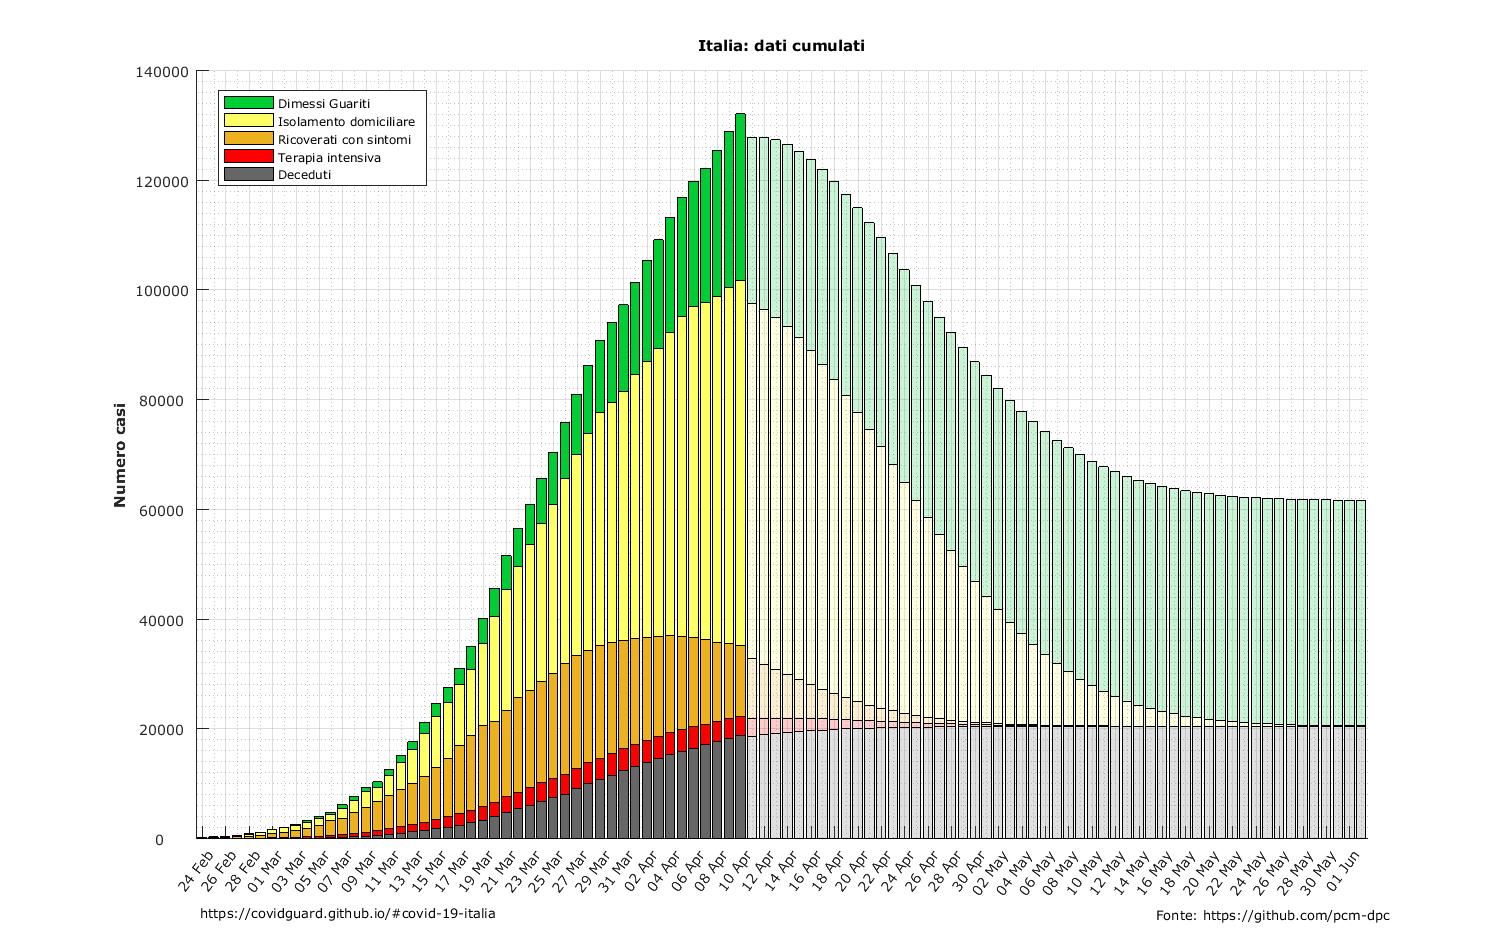 Italia: dati cumulati
140000
120000
100000
80000
60000
40000
20000
0
Numero casi
Dimessi Guariti
Isolamento domiciliare
Ricoverati con sintomi
Terapia intensiva
Deceduti
24 Feb
26 Feb
28 Feb
01 Mar
03 Mar
05 Mar
07 Mar
09 Mar
11 Mar
13 Mar
15 Mar
17 Mar
19 Mar
21 Mar
23 Mar
25 Mar
27 Mar
29 Mar
31 Mar
02 Apr
04 Apr
06 Apr
08 Apr
10 Apr
12 Apr
14 Apr
16 Apr
18 Apr
20 Apr
22 Apr
24 Apr
26 Apr
28 Apr
30 Apr
02 May
04 May
06 May
08 May
10 May
12 May
14 May
16 May
18 May
20 May
22 May
24 May
26 May
28 May
30 May
01 Jun
https://covidguard.github.io/#covid-19-italia
Fonte: https://github.com/pcm-dpc